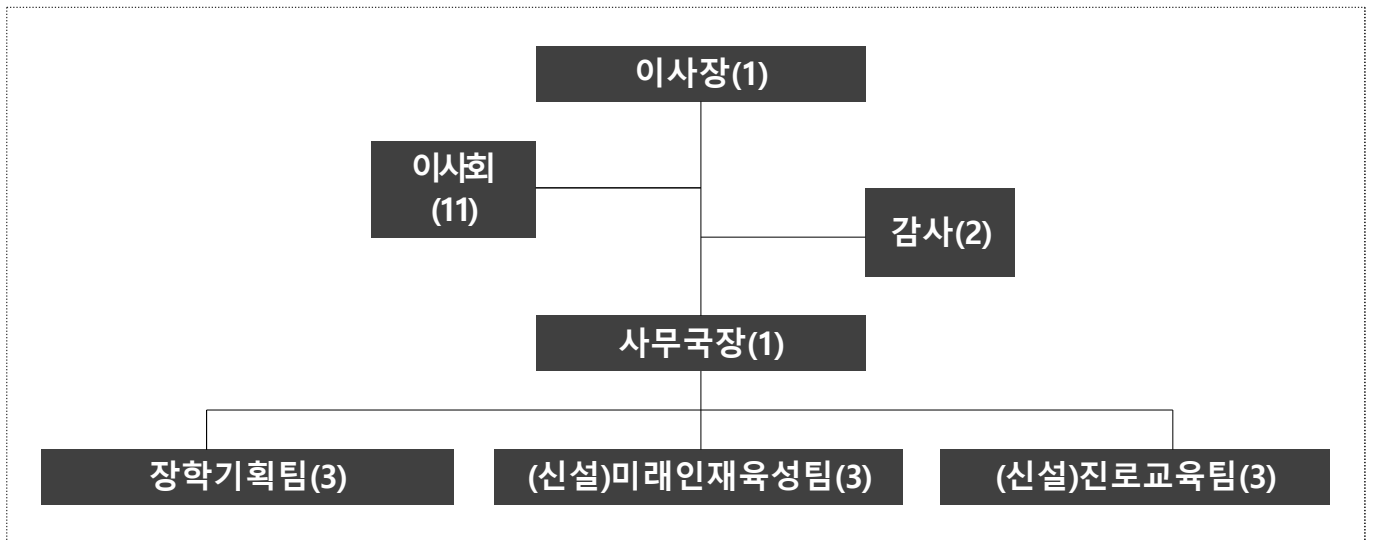 이사장(1)
이사회
(11)
감사(2)
사무국장(1)
장학기획팀(3)
(신설)미래인재육성팀(3)
(신설)진로교육팀(3)